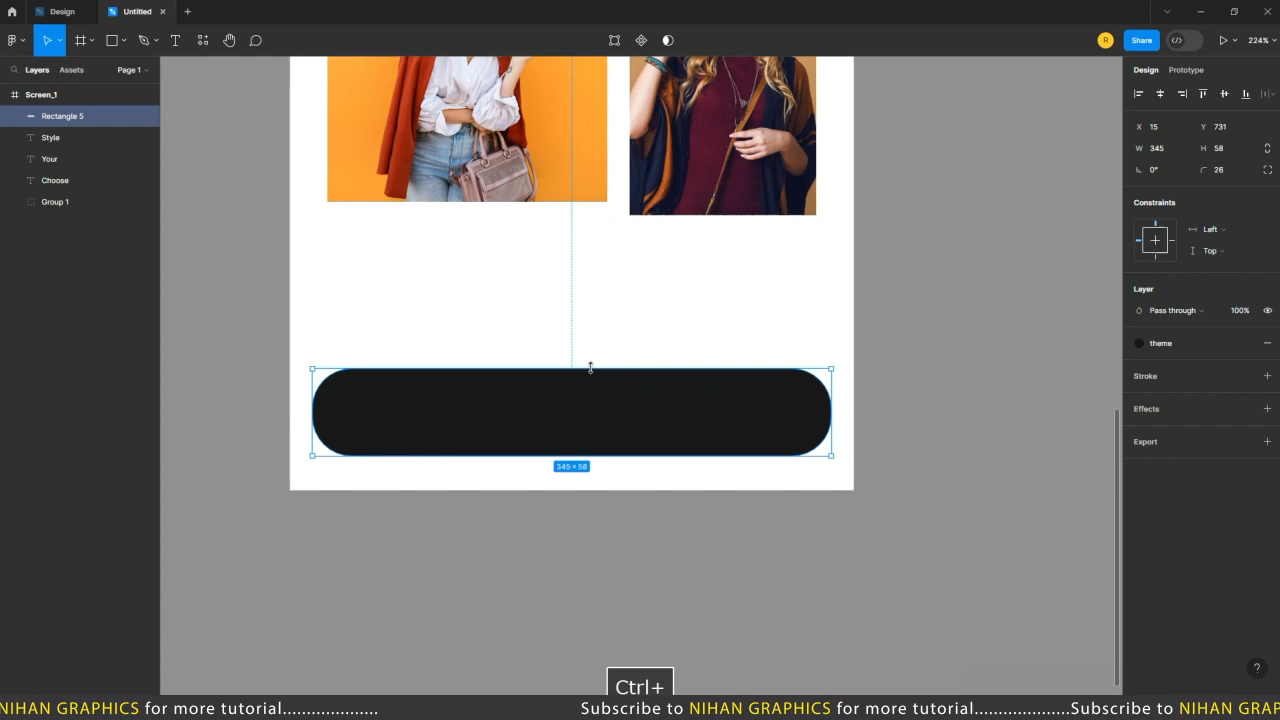 Design
Untitled
R
Share
224%
Layers
Assets
Page 1
Screen_1
Rectangle 5
Style
Your
Choose
Group 1
Design
Prototype
X 15
Y 731
W 345
H 58
0°
26
Constraints
Left
Top
Layer
Pass through
100%
theme
Stroke
Effects
Export
345 × 58
Ctrl+
?
NIHAN GRAPHICS for more tutorial.................... Subscribe to NIHAN GRAPHICS for more tutorial....................Subscribe to NIHAN GRAP